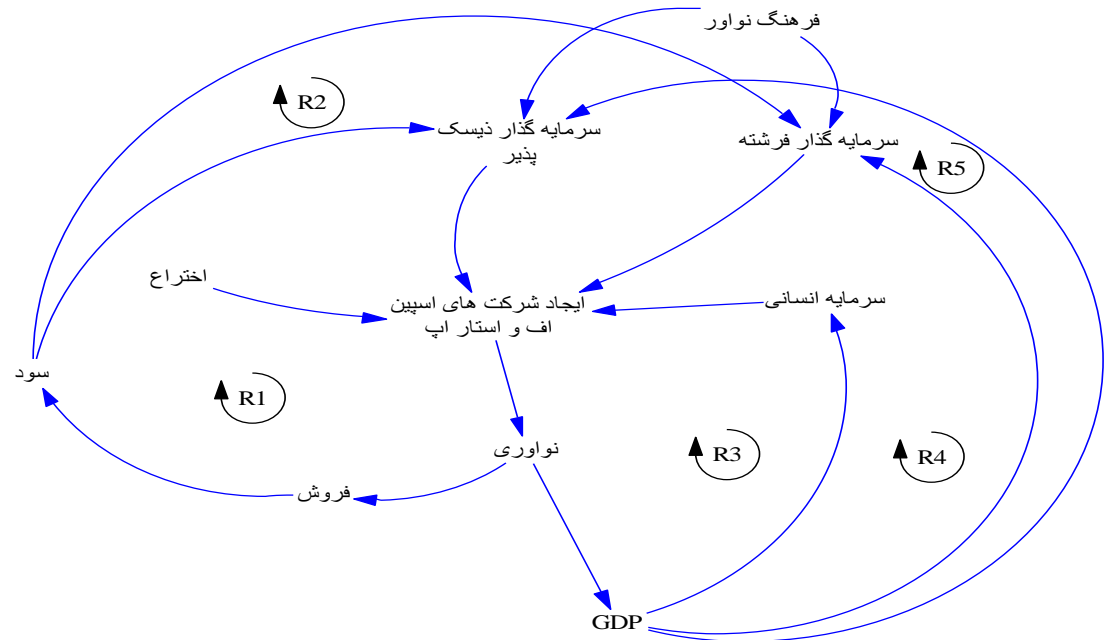 فرهنگ نواور
R2
سرمایه گذار ذیسک
پذیر
سرمایه گذار فرشته
R5
اختراع
ایجاد شرکت های اسپین
اف و استار اپ
سرمایه انسانی
سود
R1
نواوری
R3
R4
فروش
GDP